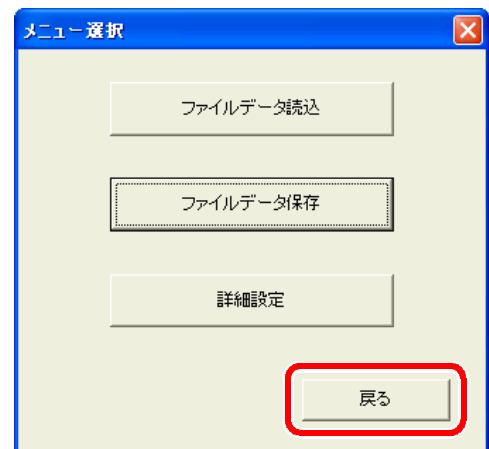 メニュー選択
ファイルデータ読込
ファイルデータ保存
詳細設定
戻る